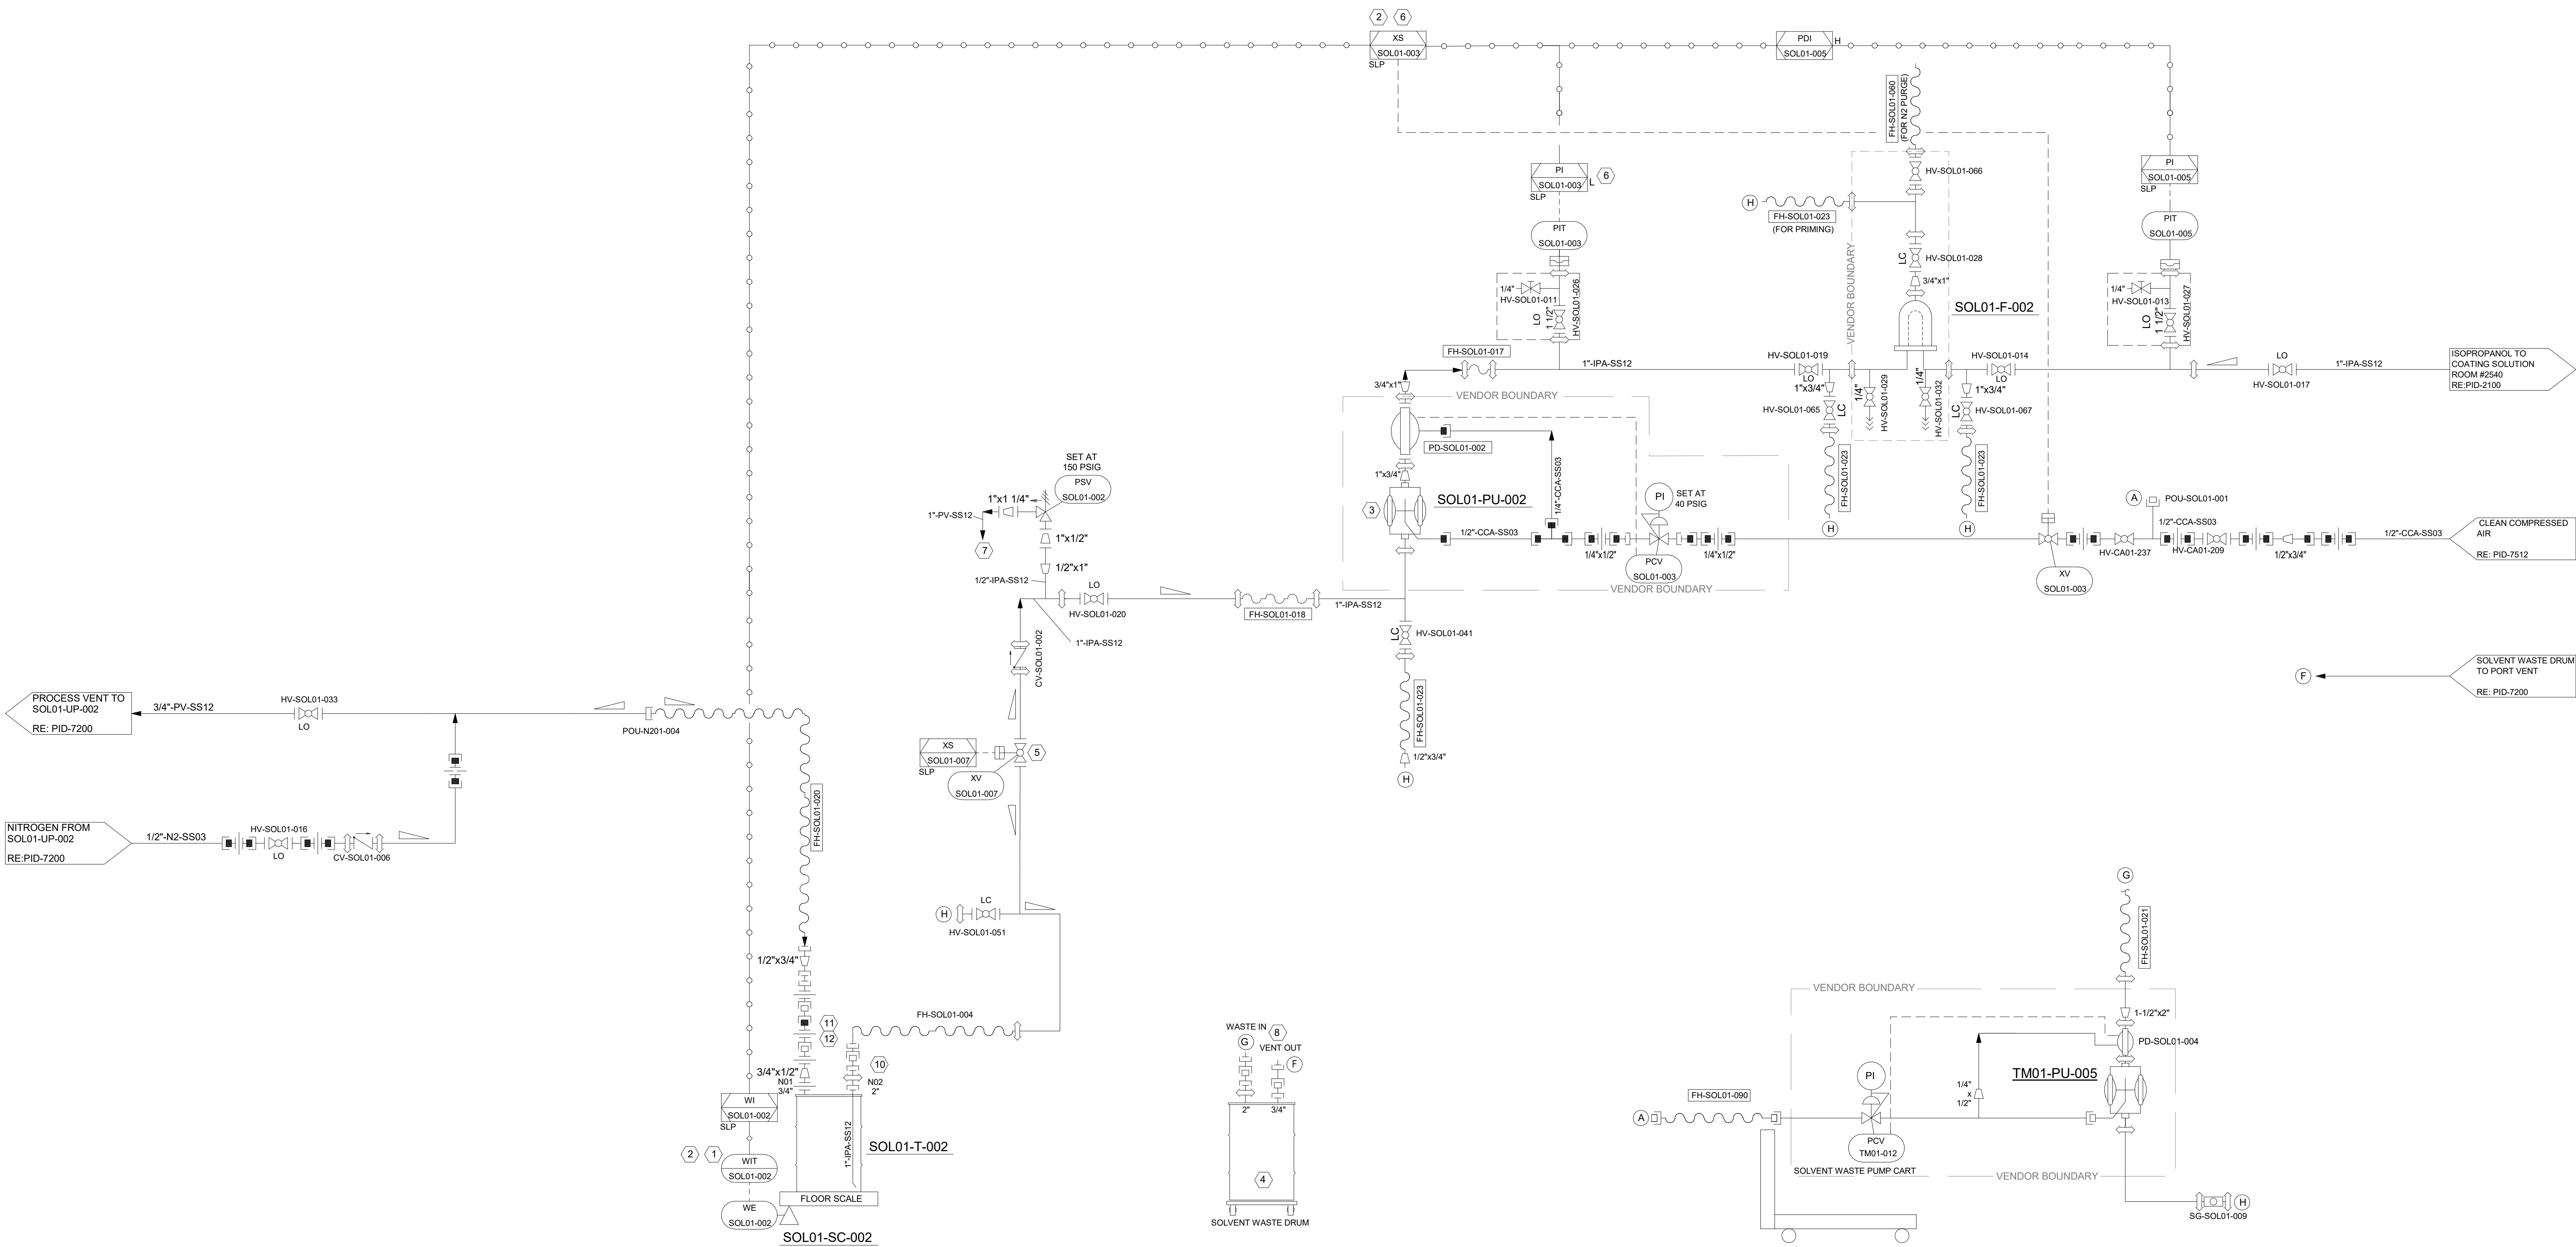 2
6
XS
SOL01-003
SLP
PDI
SOL01-005
H
FH-SOL01-060
(FOR N2 PURGE)
PI
SOL01-003
L
6
SLP
PI
SOL01-005
SLP
HV-SOL01-066
H
FH-SOL01-023
(FOR PRIMING)
PIT
SOL01-003
PIT
SOL01-005
VENDOR BOUNDARY
LC
HV-SOL01-028
3/4"x1"
1/4"
HV-SOL01-011
LO
1 1/2"
HV-SOL01-026
1/4"
HV-SOL01-013
LO
1 1/2"
HV-SOL01-027
SOL01-F-002
FH-SOL01-017
1"-IPA-SS12
HV-SOL01-019
LO
HV-SOL01-014
LO
LO
HV-SOL01-017
1"-IPA-SS12
ISOPROPANOL TO
COATING SOLUTION
ROOM #2540
RE:PID-2100
3/4"x1"
VENDOR BOUNDARY
1"x3/4"
HV-SOL01-065
LC
1/4"
HV-SOL01-029
1/4"
HV-SOL01-032
1"x3/4"
LC
HV-SOL01-067
PD-SOL01-002
1"x3/4"
SOL01-PU-002
3
1/4"-CCA-SS03
PI
SET AT
40 PSIG
FH-SOL01-023
H
FH-SOL01-023
H
SET AT
150 PSIG
PSV
SOL01-002
1"x1 1/4"
1"-PV-SS12
7
1"x1/2"
1/2"x1"
1/2"-IPA-SS12
LO
HV-SOL01-020
1"-IPA-SS12
FH-SOL01-018
1"-IPA-SS12
1/2"-CCA-SS03
1/4"x1/2"
PCV
SOL01-003
1/4"x1/2"
VENDOR BOUNDARY
A
POU-SOL01-001
1/2"-CCA-SS03
HV-CA01-237
HV-CA01-209
1/2"x3/4"
1/2"-CCA-SS03
XV
SOL01-003
CLEAN COMPRESSED
AIR
RE: PID-7512
LC
HV-SOL01-041
FH-SOL01-023
1/2"x3/4"
H
F
SOLVENT WASTE DRUM
TO PORT VENT
RE: PID-7200
CV-SOL01-002
PROCESS VENT TO
SOL01-UP-002
RE: PID-7200
3/4"-PV-SS12
HV-SOL01-033
LO
POU-N201-004
XS
SOL01-007
SLP
5
XV
SOL01-007
NITROGEN FROM
SOL01-UP-002
RE:PID-7200
1/2"-N2-SS03
HV-SOL01-016
LO
CV-SOL01-006
FH-SOL01-020
H
LC
HV-SOL01-051
1/2"x3/4"
11
12
3/4"x1/2"
N01
3/4"
FH-SOL01-004
10
N02
2"
WI
SOL01-002
SLP
2
1
WIT
SOL01-002
WE
SOL01-002
1"-IPA-SS12
SOL01-T-002
FLOOR SCALE
SOL01-SC-002
WASTE IN
G
8
VENT OUT
F
2"
3/4"
4
SOLVENT WASTE DRUM
G
FH-SOL01-021
VENDOR BOUNDARY
1-1/2"x2"
PD-SOL01-004
TM01-PU-005
PI
1/4"
x
1/2"
A
FH-SOL01-090
PCV
TM01-012
SOLVENT WASTE PUMP CART
VENDOR BOUNDARY
H
SG-SOL01-009